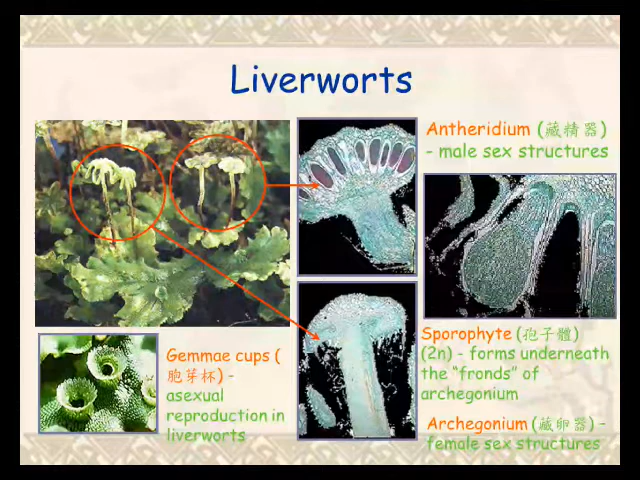 Liverworts
Antheridium (藏精器)
- male sex structures
Sporophyte (孢子體)
(2n) - forms underneath
the “fronds” of
archegonium
Archegonium (藏卵器) -
female sex structures
Gemmae cups (
胞芽杯) -
asexual
reproduction in
liverworts